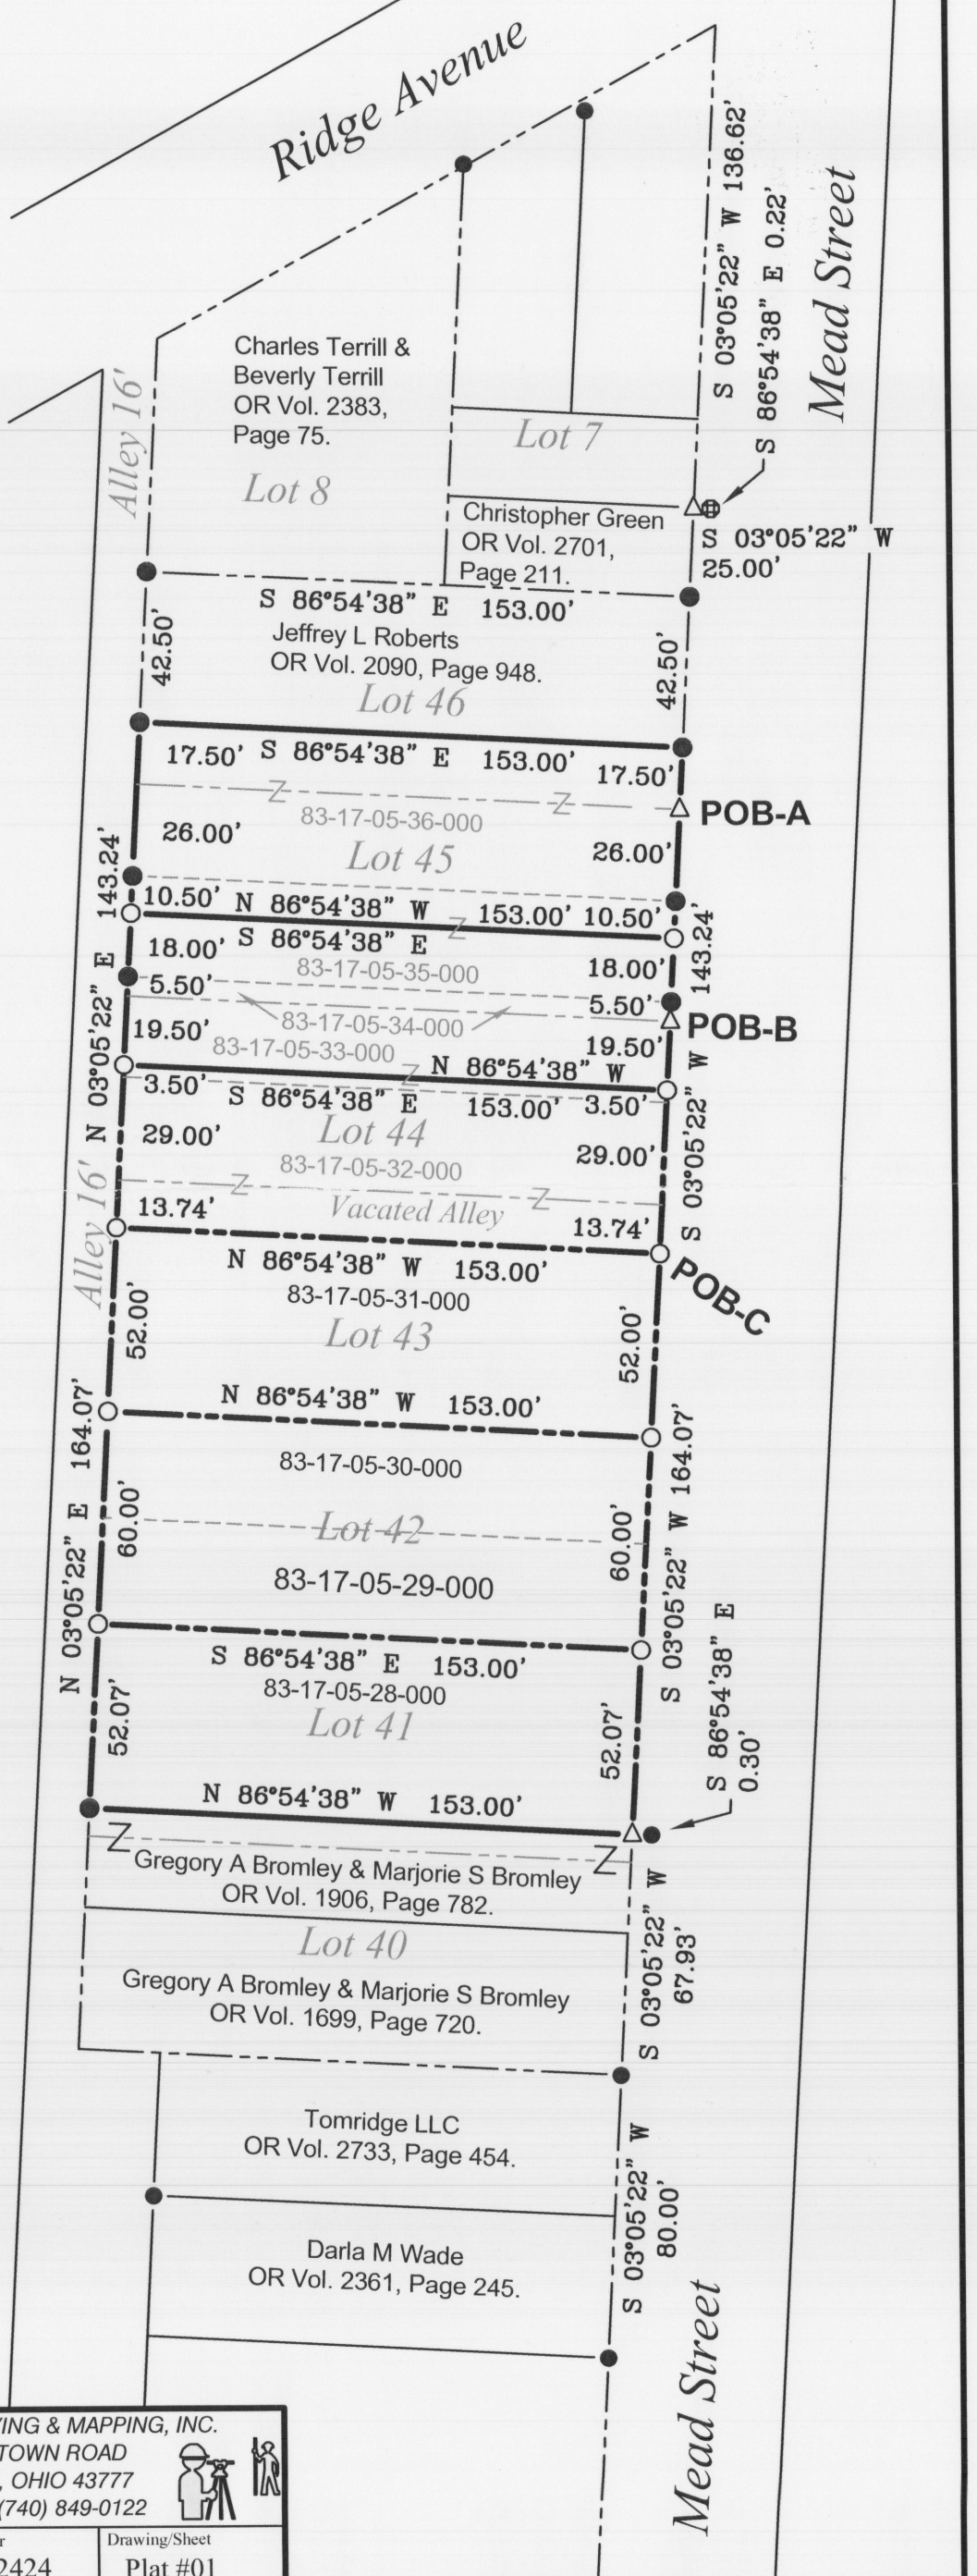 Ridge Avenue
S 03°05'22" W 136.62'
S 86°54'38" E 0.22'
Mead Street
Charles Terrill &
Beverly Terrill
OR Vol. 2383,
Page 75.
Alley 16'
Lot 7
Lot 8
Christopher Green
OR Vol. 2701,
Page 211.
S 03°05'22" W
25.00'
S 86°54'38" E 153.00'
42.50'
Jeffrey L Roberts
OR Vol. 2090, Page 948.
42.50'
Lot 46
17.50' S 86°54'38" E 153.00' 17.50'
Z Z
POB-A
83-17-05-36-000
26.00' 26.00'
Lot 45
10.50' N 86°54'38" W 153.00' 10.50'
Z
18.00' S 86°54'38" E
83-17-05-35-000 18.00'
N 03°05'22" E 143.24'
S 03°05'22" W 143.24'
5.50' 5.50'
83-17-05-34-000
POB-B
19.50' 19.50'
83-17-05-33-000
Z N 86°54'38" W
3.50' S 86°54'38" E 153.00' 3.50'
Lot 44
29.00' 29.00'
83-17-05-32-000
Z Z
Vacated Alley
13.74' 13.74'
Alley 16'
N 86°54'38" W 153.00'
POB-C
83-17-05-31-000
52.00' 52.00'
Lot 43
N 86°54'38" W 153.00'
83-17-05-30-000
N 03°05'22" E 164.07'
S 03°05'22" W 164.07'
60.00' 60.00'
Lot 42
83-17-05-29-000
S 86°54'38" E 153.00'
83-17-05-28-000
52.07' 52.07'
Lot 41
S 86°54'38" E
0.30'
N 86°54'38" W 153.00'
Z Z
Gregory A Bromley & Marjorie S Bromley
OR Vol. 1906, Page 782.
Lot 40
S 03°05'22" W
67.93'
Gregory A Bromley & Marjorie S Bromley
OR Vol. 1699, Page 720.
Tomridge LLC
OR Vol. 2733, Page 454.
S 03°05'22" W
80.00'
Darla M Wade
OR Vol. 2361, Page 245.
Mead Street
YING & MAPPING, INC.
TOWN ROAD
, OHIO 43777
(740) 849-0122
r
Drawing/Sheet
2424
Plat #01